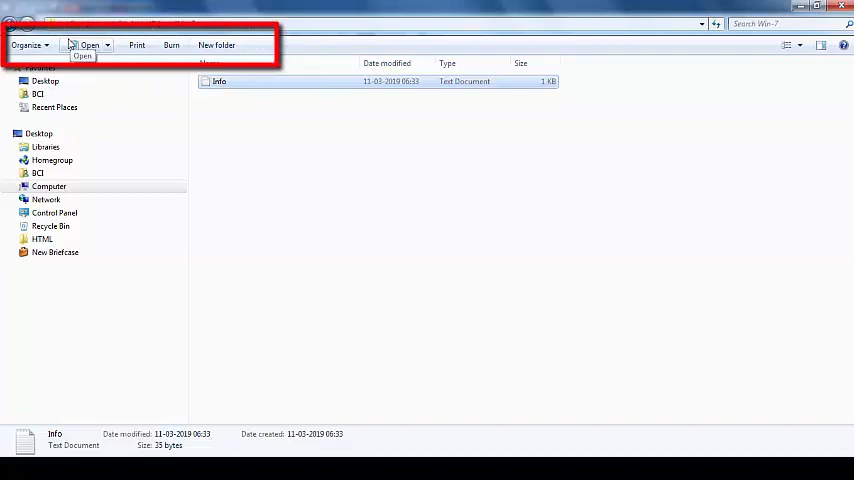 Search Win-7
Organize Open Print Burn New folder
Open
Date modified Type Size
Favorites
Info 11-03-2019 06:33 Text Document 1 KB
Desktop
BCI
Recent Places
Desktop
Libraries
Homegroup
BCI
Computer
Network
Control Panel
Recycle Bin
HTML
New Briefcase
Info Date modified: 11-03-2019 06:33 Date created: 11-03-2019 06:33
Text Document Size: 35 bytes